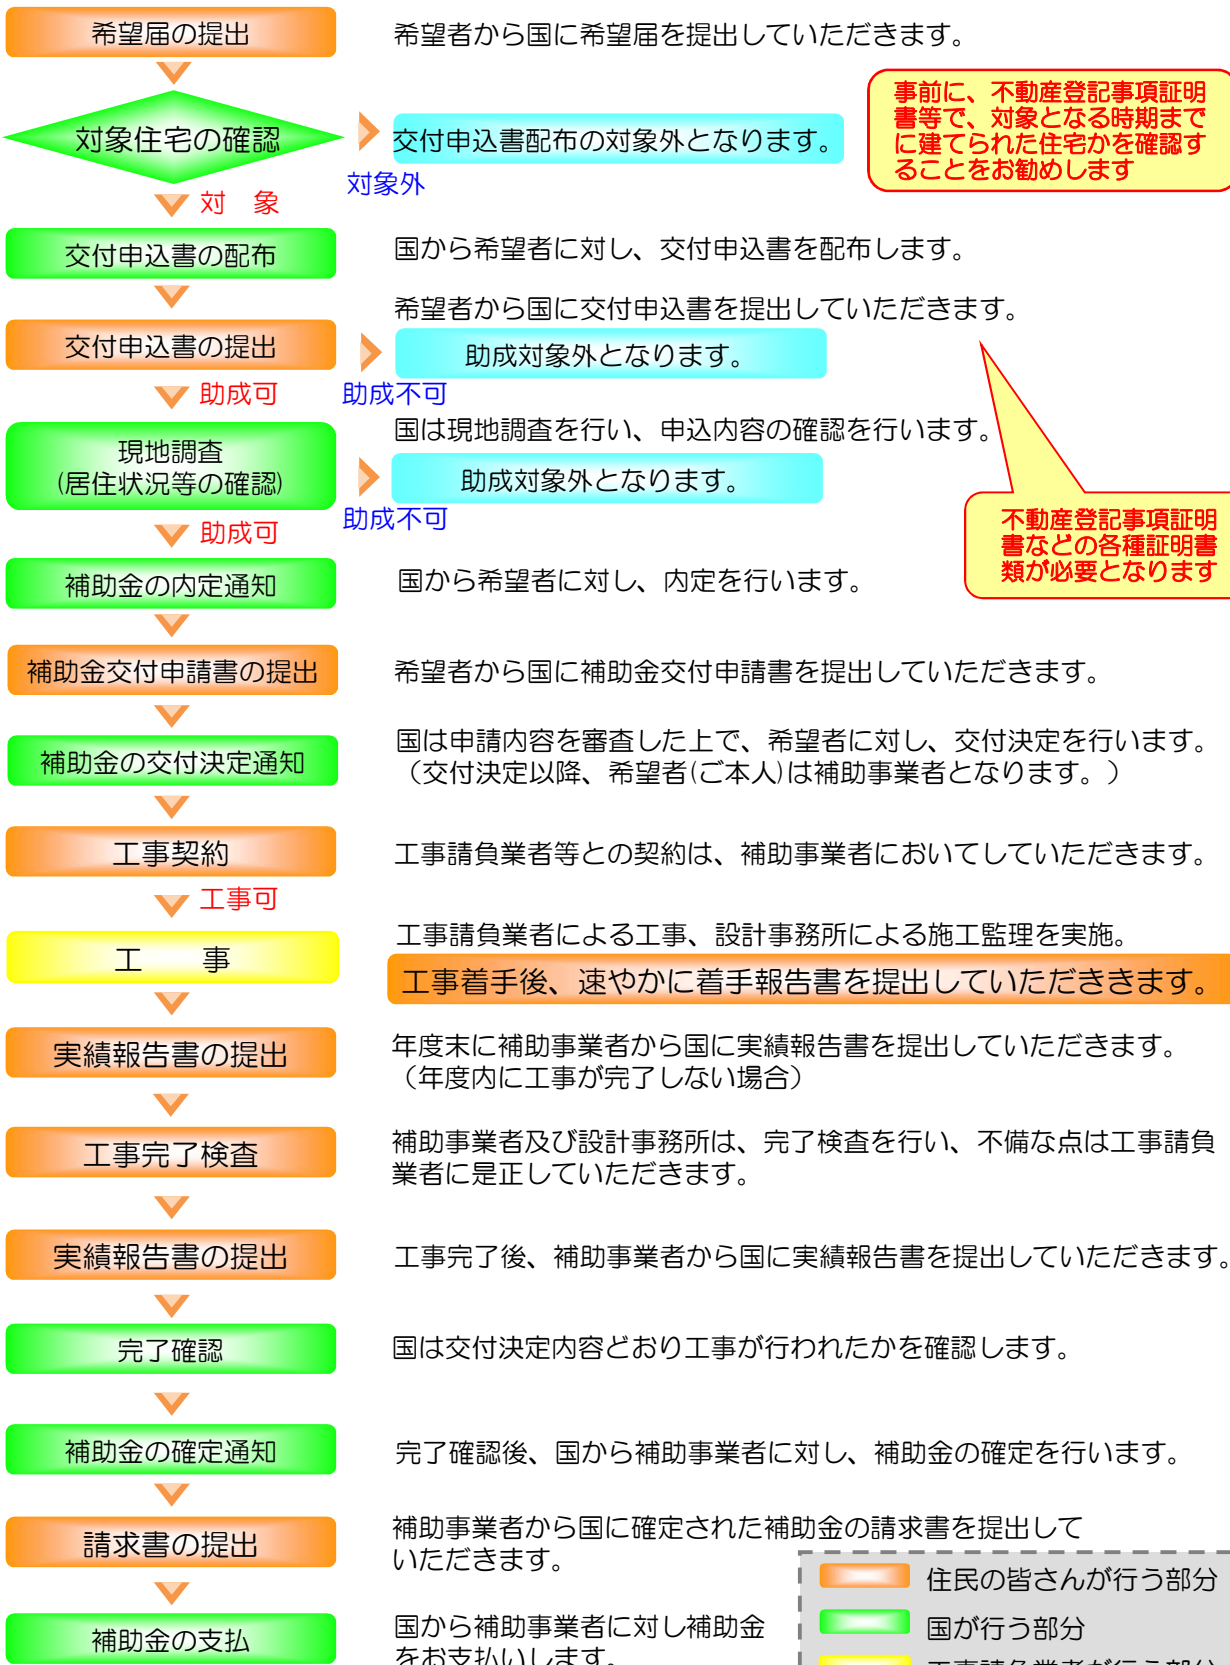 希望届の提出
希望者から国に希望届を提出していただきます。
事前に、不動産登記事項証明
書等で、対象となる時期まで
に建てられた住宅かを確認す
ることをお勧めします
対象住宅の確認
交付申込書配布の対象外となります。
対象外
対　象
交付申込書の配布
国から希望者に対し、交付申込書を配布します。
希望者から国に交付申込書を提出していただきます。
交付申込書の提出
助成対象外となります。
助成可
助成不可
国は現地調査を行い、申込内容の確認を行います。
現地調査
(居住状況等の確認)
助成対象外となります。
助成可
助成不可
不動産登記事項証明
書などの各種証明書
類が必要となります
補助金の内定通知
国から希望者に対し、内定を行います。
補助金交付申請書の提出
希望者から国に補助金交付申請書を提出していただきます。
補助金の交付決定通知
国は申請内容を審査した上で、希望者に対し、交付決定を行います。
（交付決定以降、希望者(ご本人)は補助事業者となります。）
工事契約
工事請負業者等との契約は、補助事業者においてしていただきます。
工事可
工　事
工事請負業者による工事、設計事務所による施工監理を実施。
工事着手後、速やかに着手報告書を提出していただききます。
実績報告書の提出
年度末に補助事業者から国に実績報告書を提出していただきます。
（年度内に工事が完了しない場合）
工事完了検査
補助事業者及び設計事務所は、完了検査を行い、不備な点は工事請負
業者に是正していただきます。
実績報告書の提出
工事完了後、補助事業者から国に実績報告書を提出していただきます。
完了確認
国は交付決定内容どおり工事が行われたかを確認します。
補助金の確定通知
完了確認後、国から補助事業者に対し、補助金の確定を行います。
請求書の提出
補助事業者から国に確定された補助金の請求書を提出して
いただきます。
補助金の支払
国から補助事業者に対し補助金
をお支払いします。
住民の皆さんが行う部分
国が行う部分
工事請負業者が行う部分